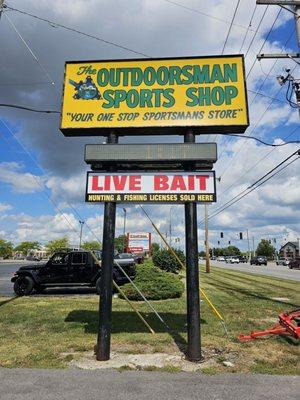 The OUTDOORSMAN
SPORTS SHOP
"YOUR ONE STOP SPORTSMANS STORE"
LIVE BAIT
HUNTING & FISHING LICENSES SOLD HERE